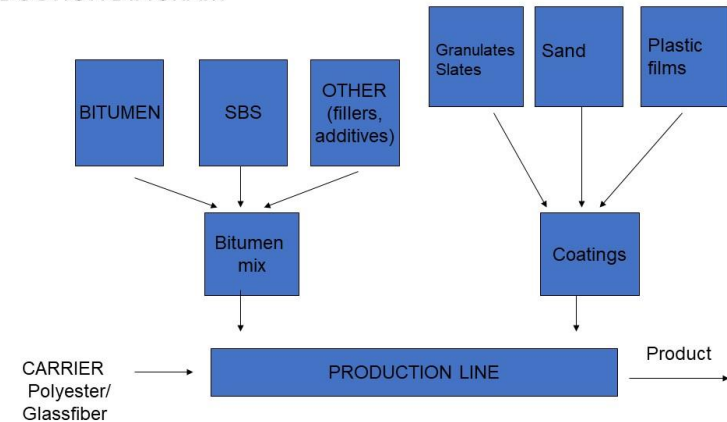 Granulates
Slates
Sand
Plastic
films
BITUMEN
SBS
OTHER
(fillers,
additives)
Bitumen
mix
Coatings
CARRIER
Polyester/
Glassfiber
PRODUCTION LINE
Product